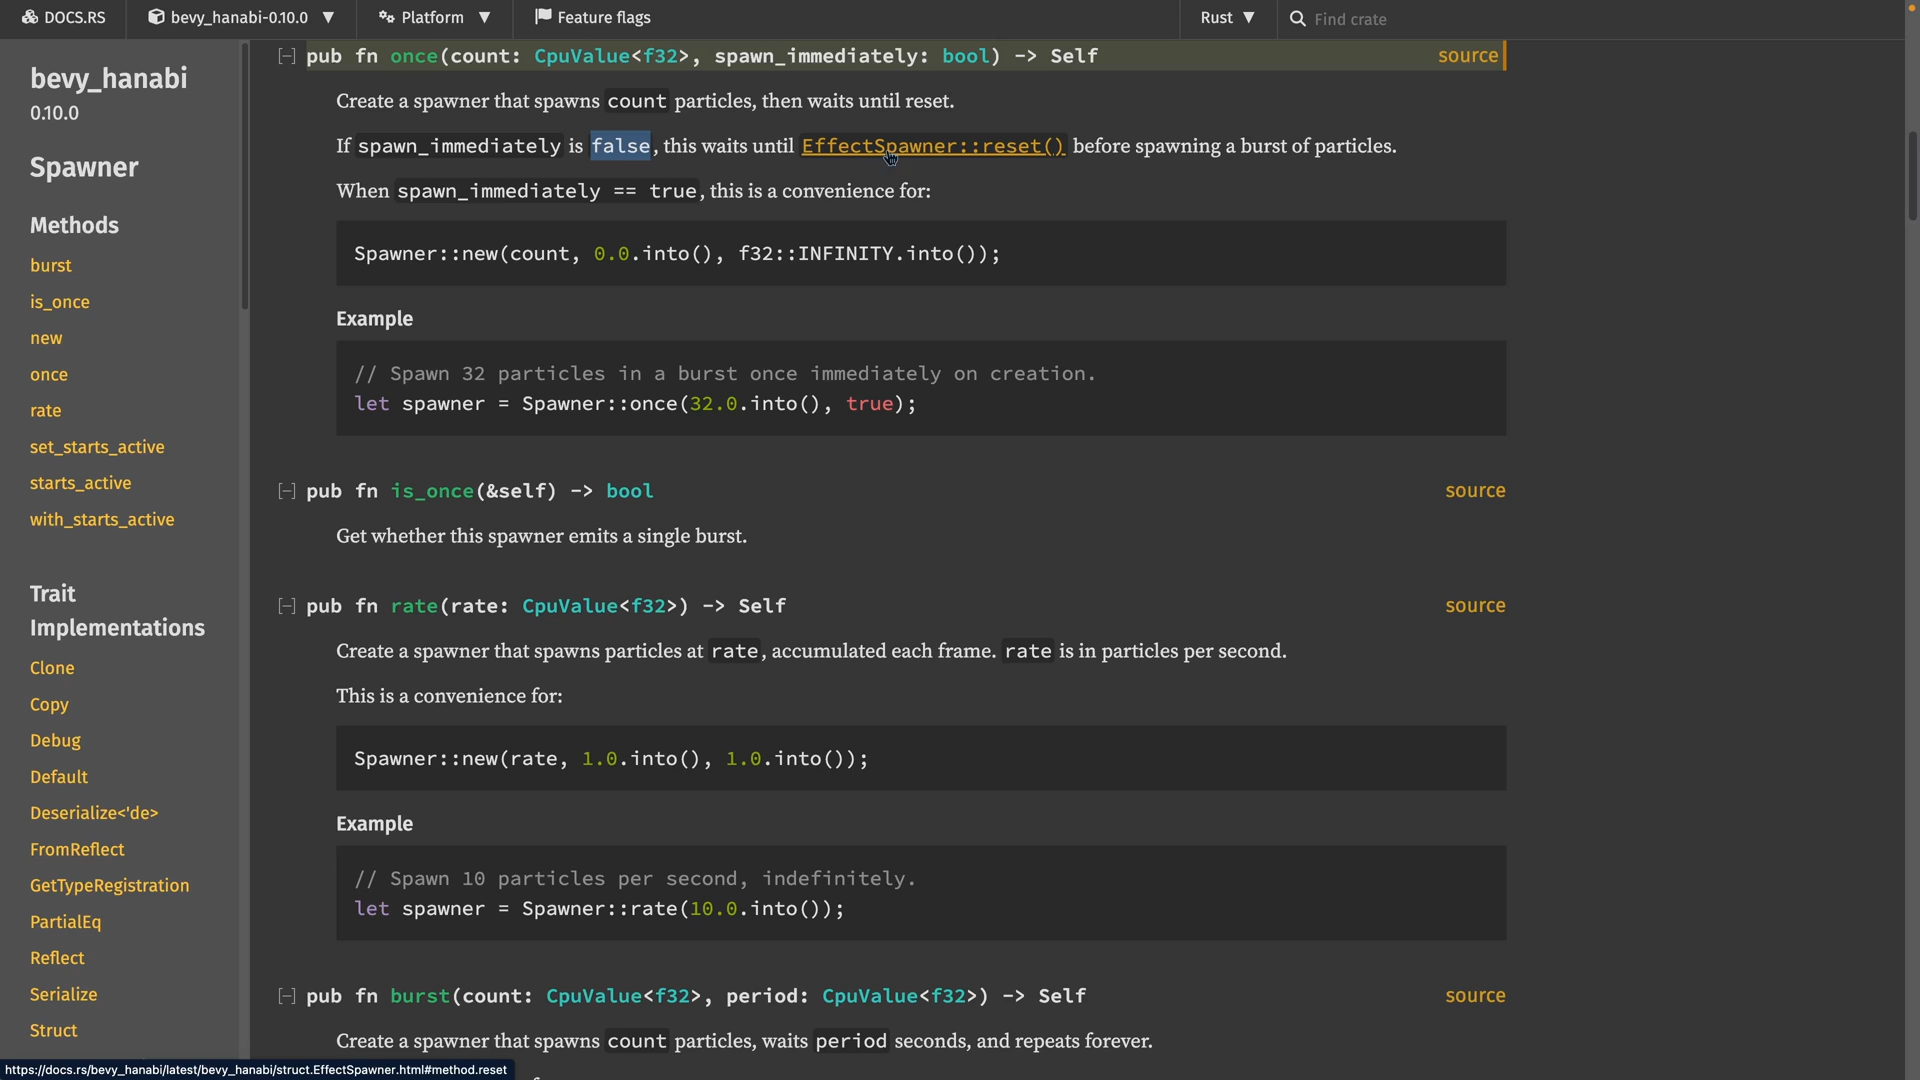 DOCS.RS bevy_hanabi-0.10.0 ▼ Platform ▼ Feature flags Rust ▼ Find crate
bevy_hanabi
0.10.0
Spawner
Methods
burst
is_once
new
once
rate
set_starts_active
starts_active
with_starts_active
Trait
Implementations
Clone
Copy
Debug
Default
Deserialize<'de>
FromReflect
GetTypeRegistration
PartialEq
Reflect
Serialize
Struct
[-] pub fn once(count: CpuValue<f32>, spawn_immediately: bool) -> Self source
Create a spawner that spawns count particles, then waits until reset.
If spawn_immediately is false, this waits until EffectSpawner::reset() before spawning a burst of particles.
When spawn_immediately == true, this is a convenience for:
Spawner::new(count, 0.0.into(), f32::INFINITY.into());
Example
// Spawn 32 particles in a burst once immediately on creation.
let spawner = Spawner::once(32.0.into(), true);
[-] pub fn is_once(&self) -> bool source
Get whether this spawner emits a single burst.
[-] pub fn rate(rate: CpuValue<f32>) -> Self source
Create a spawner that spawns particles at rate, accumulated each frame. rate is in particles per second.
This is a convenience for:
Spawner::new(rate, 1.0.into(), 1.0.into());
Example
// Spawn 10 particles per second, indefinitely.
let spawner = Spawner::rate(10.0.into());
[-] pub fn burst(count: CpuValue<f32>, period: CpuValue<f32>) -> Self source
Create a spawner that spawns count particles, waits period seconds, and repeats forever.
https://docs.rs/bevy_hanabi/latest/bevy_hanabi/struct.EffectSpawner.html#method.reset